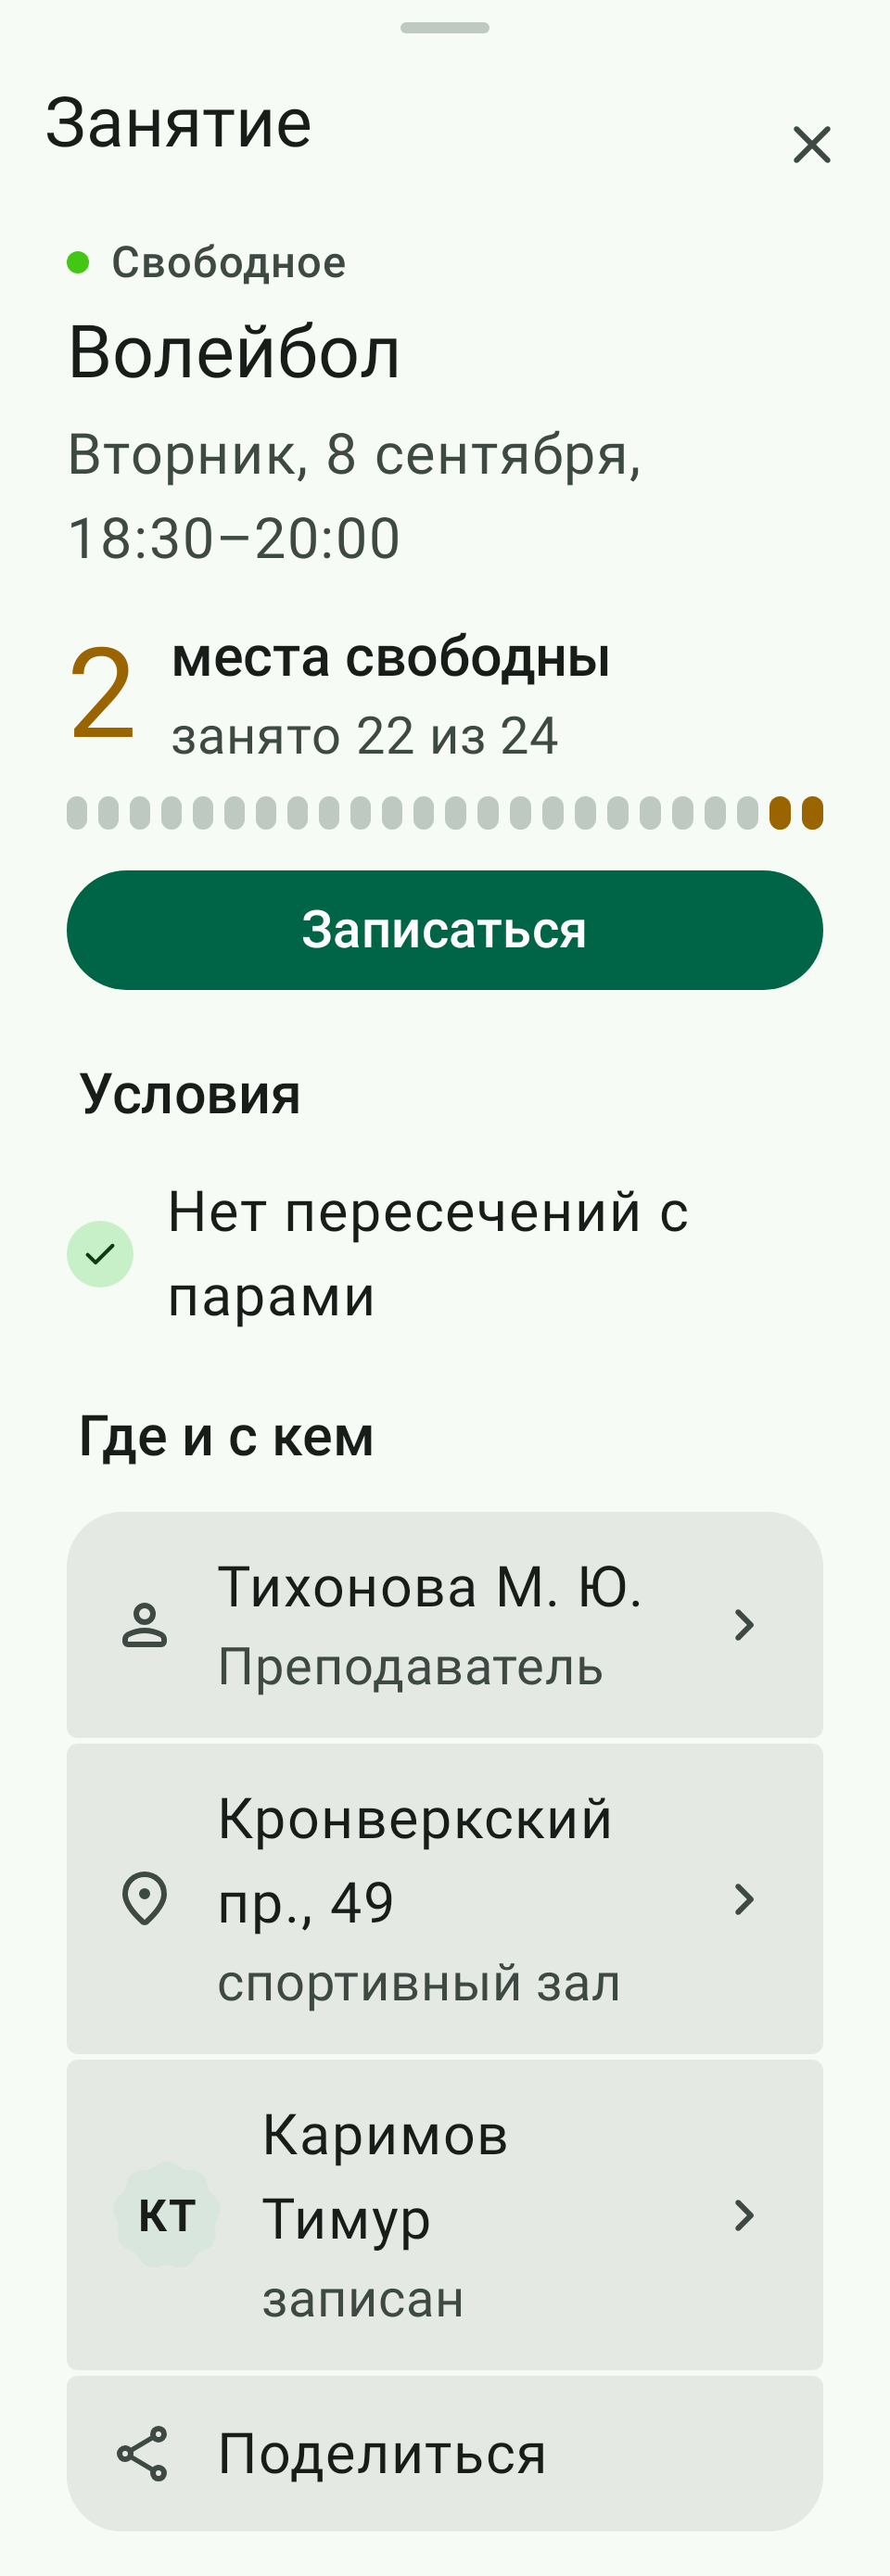 Занятие
Свободное
Волейбол
Вторник, 8 сентября,
18:30–20:00
2
места свободны
занято 22 из 24
Записаться
Условия
Нет пересечений с
парами
Где и с кем
Тихонова М. Ю.
Преподаватель
Кронверкский
пр., 49
спортивный зал
КТ
Каримов
Тимур
записан
Поделиться